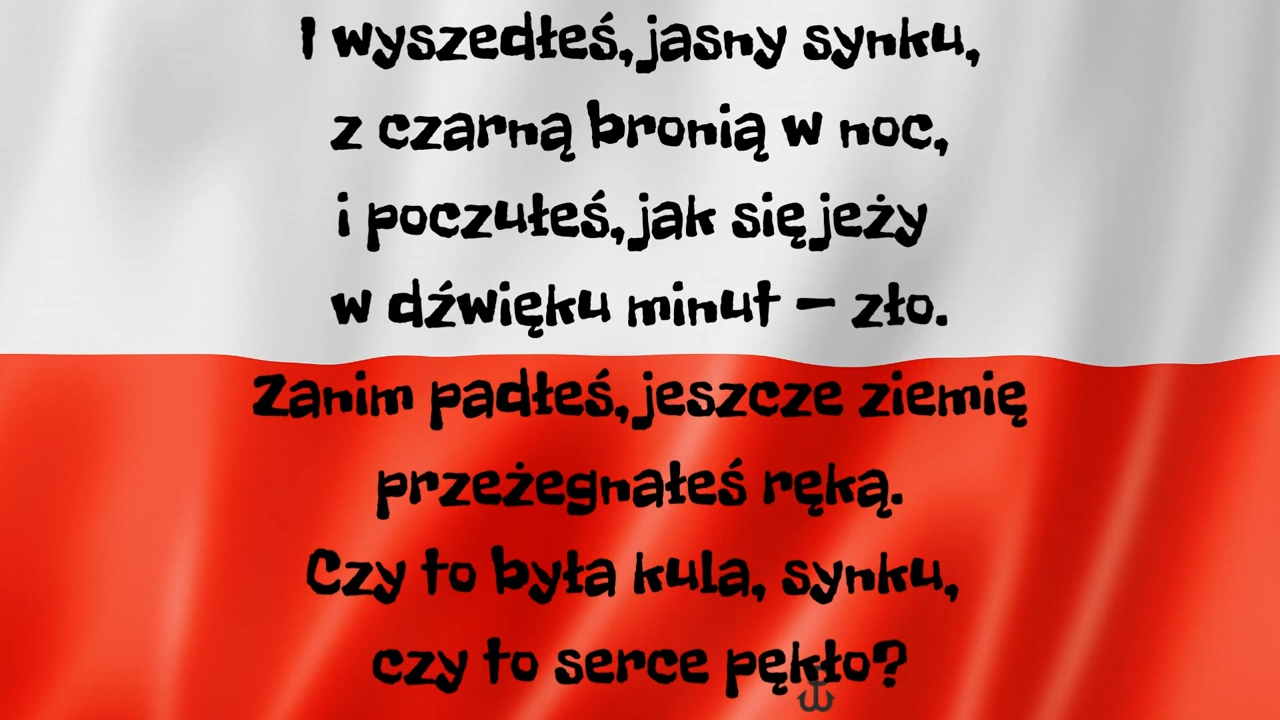 I wyszedłeś, jasny synku,
z czarną bronią w noc,
i poczułeś, jak się jeży
w dźwięku minut – zło.
Zanim padłeś, jeszcze ziemię
przeżegnałeś ręką.
Czy to była kula, synku,
czy to serce pękło?